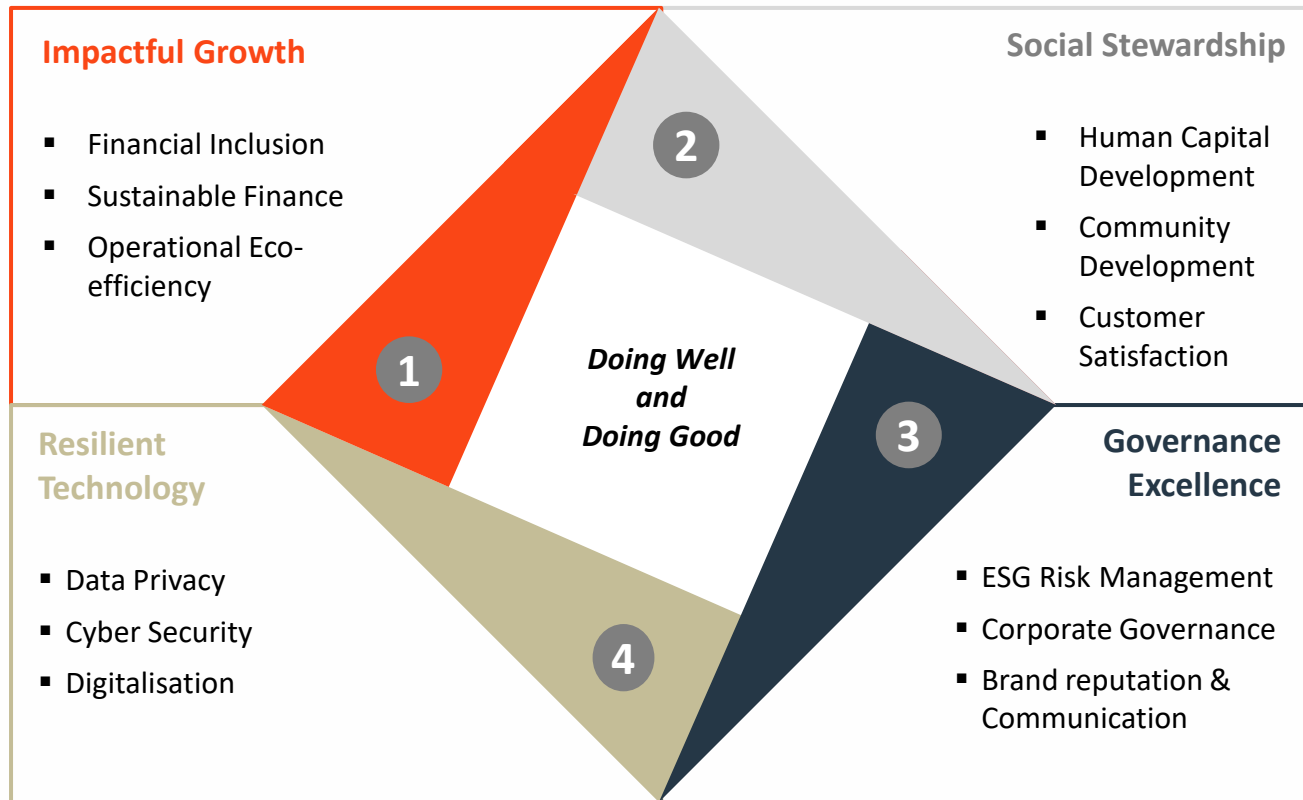 Impactful Growth
▪ Financial Inclusion
▪ Sustainable Finance
▪ Operational Eco-
efficiency
1
Social Stewardship
▪ Human Capital
Development
▪ Community
Development
▪ Customer
Satisfaction
2
Doing Well
and
Doing Good
Governance
Excellence
▪ ESG Risk Management
▪ Corporate Governance
▪ Brand reputation &
Communication
3
Resilient
Technology
▪ Data Privacy
▪ Cyber Security
▪ Digitalisation
4